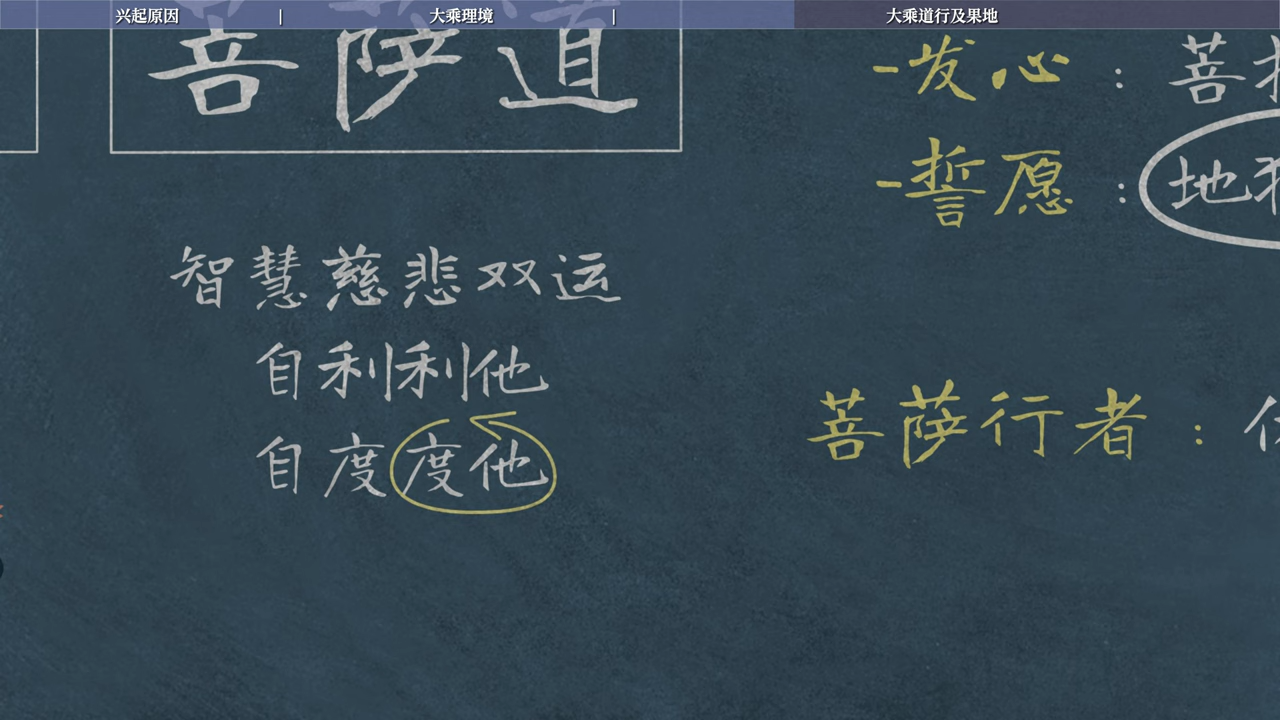 兴起原因 | 大乘理境 | 大乘道行及果地
菩萨道
智慧慈悲双运
自利利他
自度度他
-发心：菩
-誓愿：地
菩萨行者：